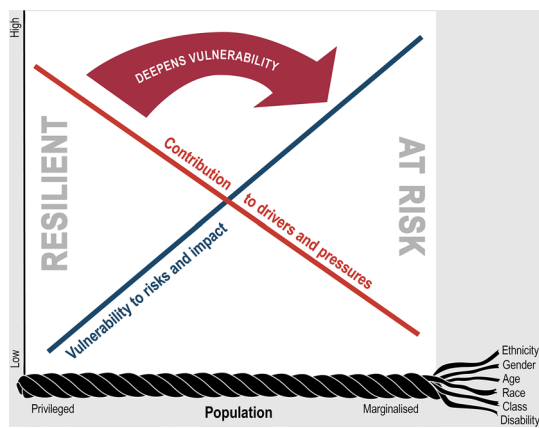 High
DEEPENS VULNERABILITY
RESILIENT
AT RISK
Contribution to drivers and pressures
Vulnerability to risks and impact
Low
Ethnicity
Gender
Age
Race
Class
Disability
Privileged
Population
Marginalised